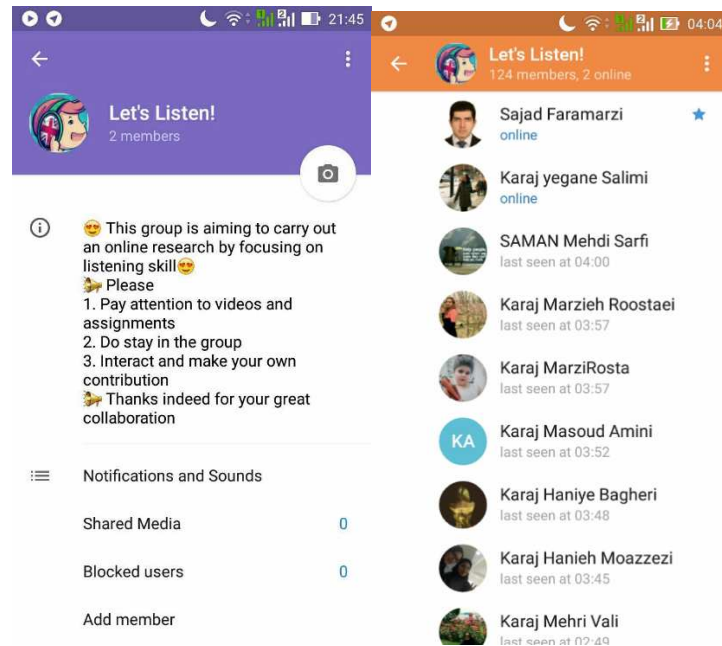 21:45
Let's Listen!
2 members
😍 This group is aiming to carry out
an online research by focusing on
listening skill😍
📣 Please
1. Pay attention to videos and
assignments
2. Do stay in the group
3. Interact and make your own
contribution
📣 Thanks indeed for your great
collaboration
Notifications and Sounds
Shared Media 0
Blocked users 0
Add member
04:04
Let's Listen!
124 members, 2 online
Sajad Faramarzi
online
Karaj yegane Salimi
online
SAMAN Mehdi Sarfi
last seen at 04:00
Karaj Marzieh Roostaei
last seen at 03:57
Karaj MarziRosta
last seen at 03:57
KA
Karaj Masoud Amini
last seen at 03:52
Karaj Haniye Bagheri
last seen at 03:48
Karaj Hanieh Moazzezi
last seen at 03:45
Karaj Mehri Vali
last seen at 02:49